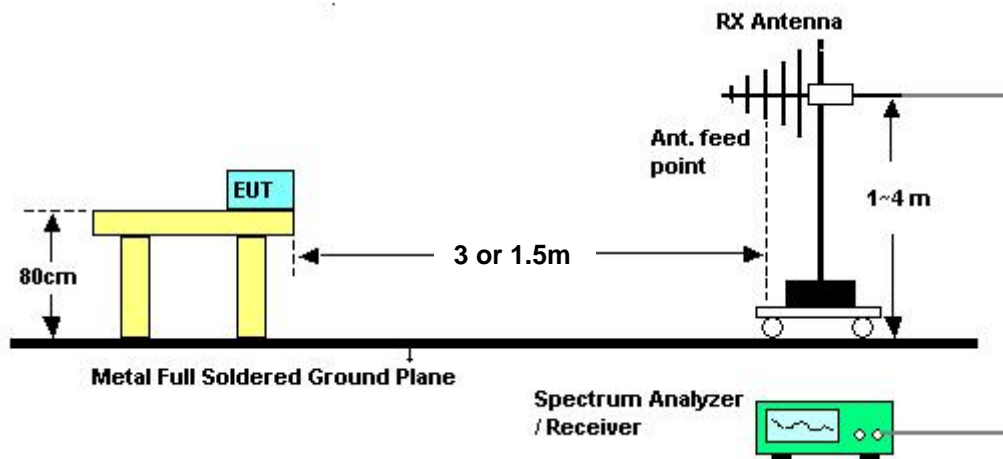 RX Antenna
Ant. feed
point
EUT
1~4 m
3 or 1.5m
80cm
Metal Full Soldered Ground Plane
Spectrum Analyzer
/ Receiver